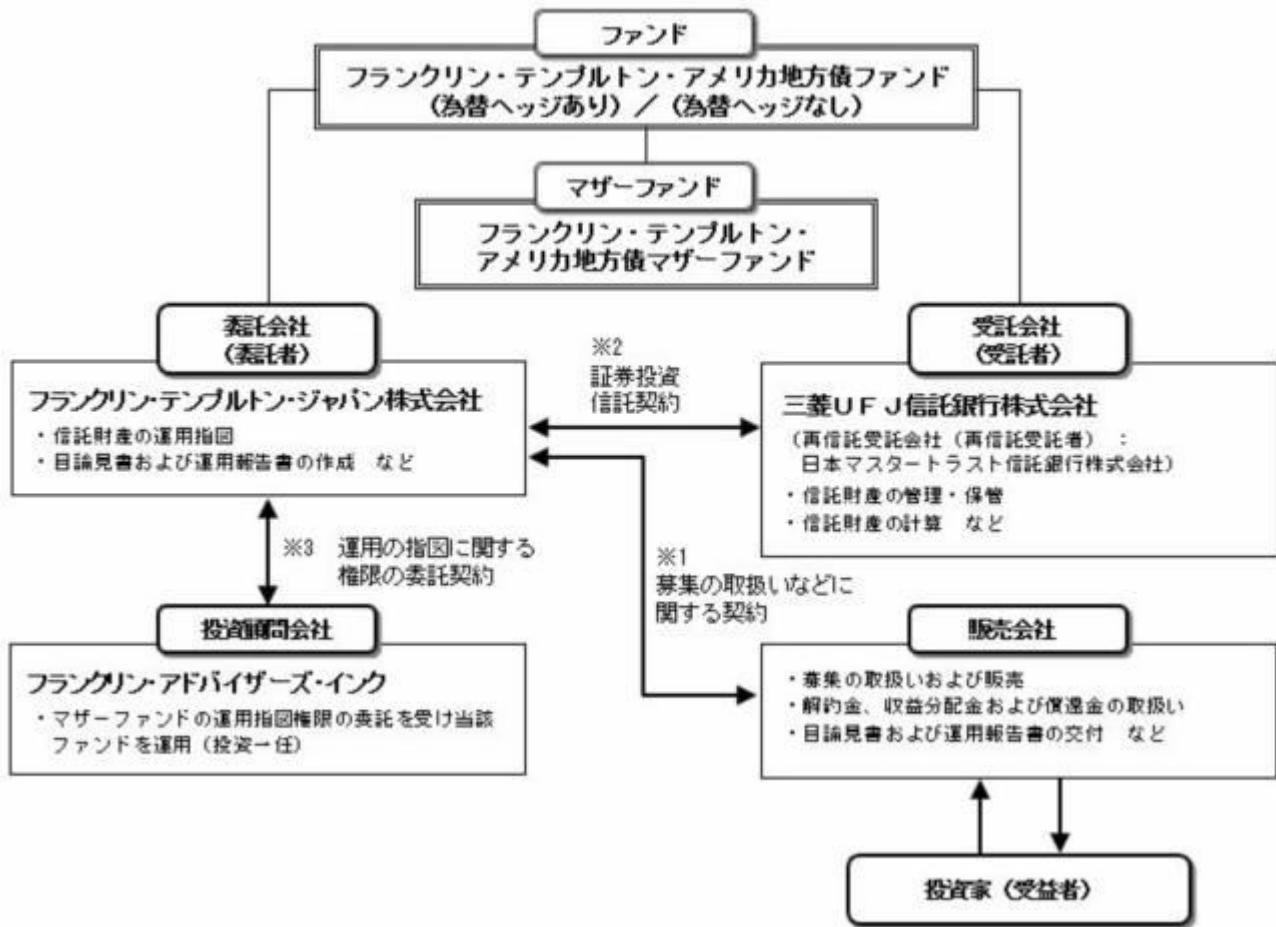 ファンド
フランクリン・テンプルトン・アメリカ地方債ファンド
(為替ヘッジあり)／(為替ヘッジなし)
マザーファンド
フランクリン・テンプルトン・
アメリカ地方債マザーファンド
委託会社
(委託者)
フランクリン・テンプルトン・ジャパン株式会社
・信託財産の運用指図
・目論見書および運用報告書の作成　など
※2
証券投資
信託契約
受託会社
(受託者)
三菱ＵＦＪ信託銀行株式会社
(再信託受託会社(再信託受託者)：
日本マスタートラスト信託銀行株式会社)
・信託財産の管理・保管
・信託財産の計算　など
※3　運用の指図に関する
権限の委託契約
※1
募集の取扱いなどに
関する契約
投資顧問会社
フランクリン・アドバイザーズ・インク
・マザーファンドの運用指図権限の委託を受け当該
ファンドを運用(投資一任)
販売会社
・募集の取扱いおよび販売
・解約金、収益分配金および償還金の取扱い
・目論見書および運用報告書の交付　など
投資家(受益者)